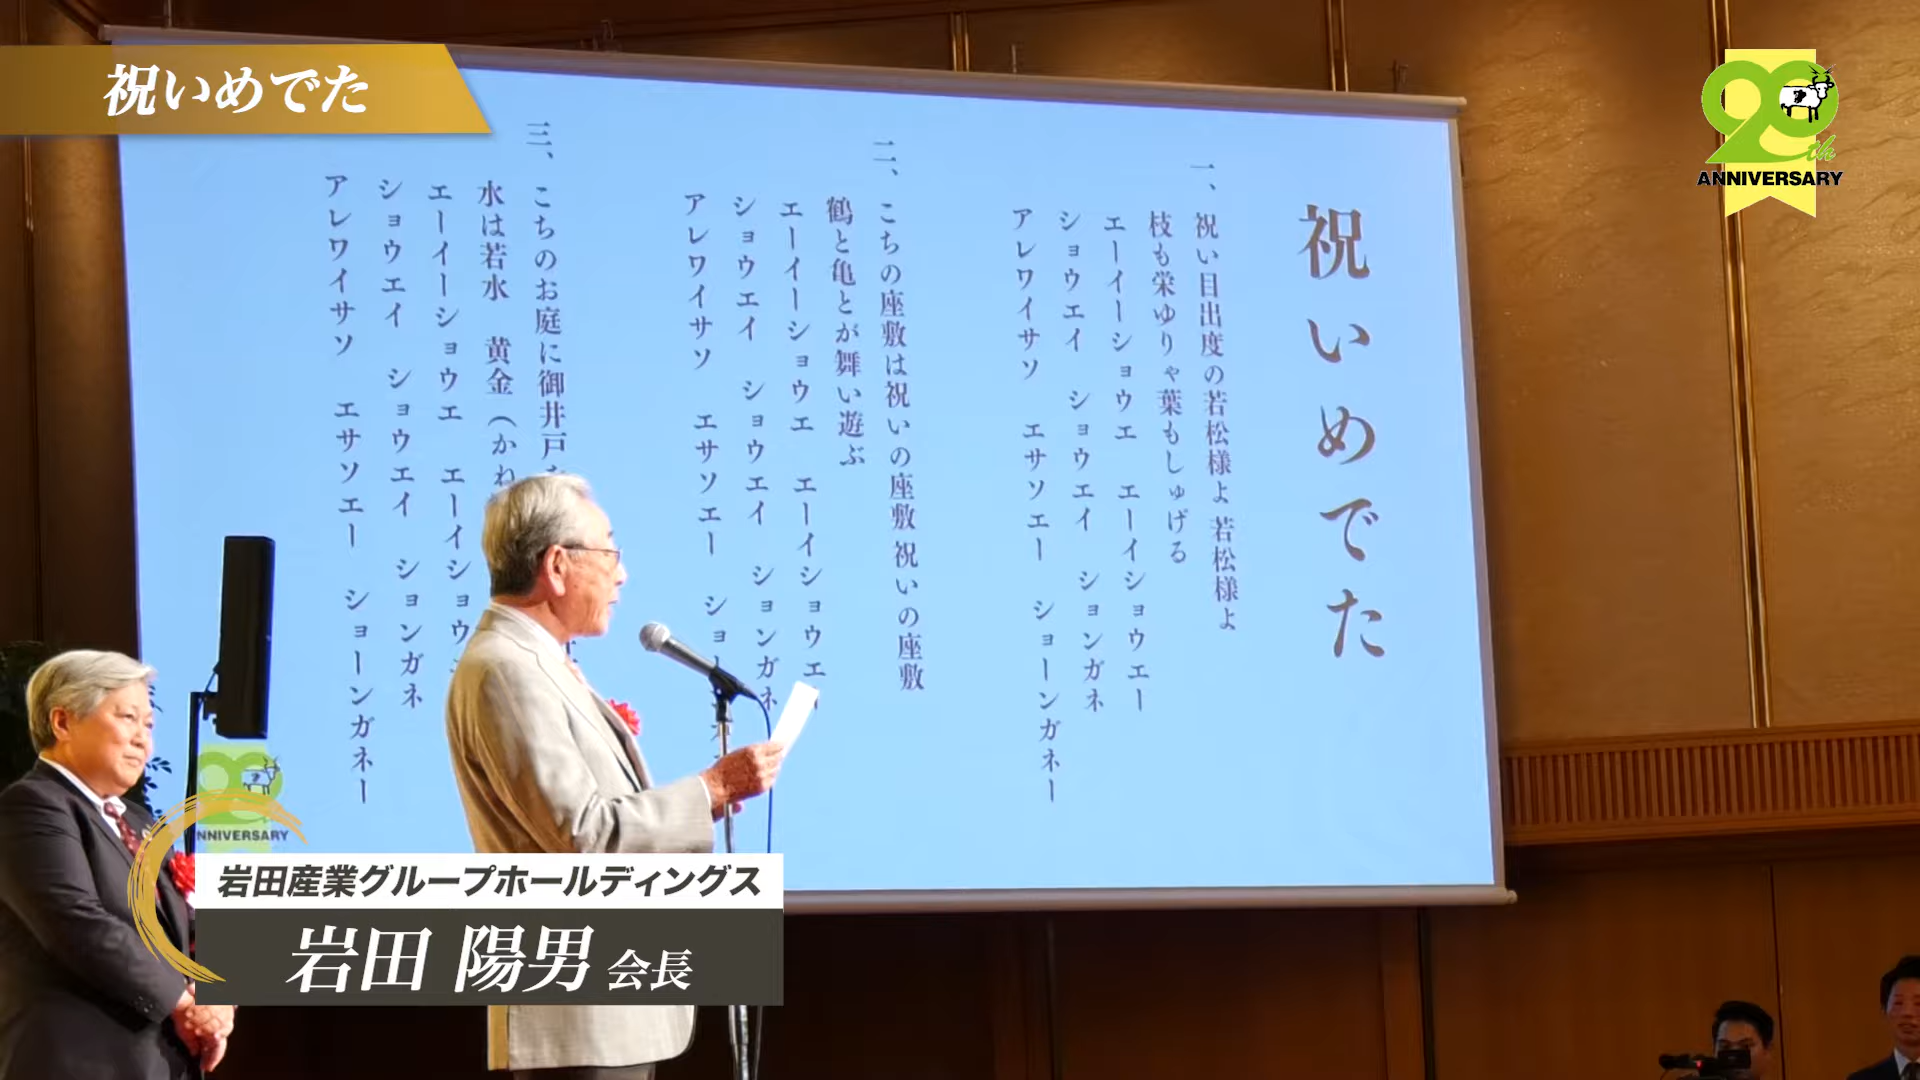 祝いめでた
90th
ANNIVERSARY
祝いめでた
一、祝い目出度の若松様よ 若松様よ
枝も栄ゆりゃ葉もしゅげる
エーイーショウエ エーイショウエー
ショウエイ ショウエイ ションガネ
アレワイサソ エサソエー ショーンガネー
二、こちの座敷は祝いの座敷 祝いの座敷
鶴と亀とが舞い遊ぶ
エーイーショウエ エーイショウエー
ショウエイ ショウエイ ションガネ
アレワイサソ エサソエー ショー
三、こちのお庭に御井戸
水は若水 黄金（かね
エーイーショウエ エーイショウ
ショウエイ ショウエイ ションガネ
アレワイサソ エサソエー ショーンガネー
90
ANNIVERSARY
岩田産業グループホールディングス
岩田 陽男 会長